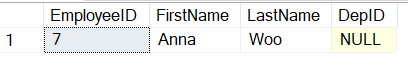 EmployeeID FirstName LastName DepID
1 7 Anna Woo NULL